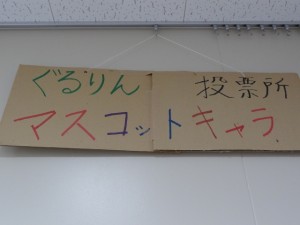 ぐるりん 投票所
マスコットキャラ